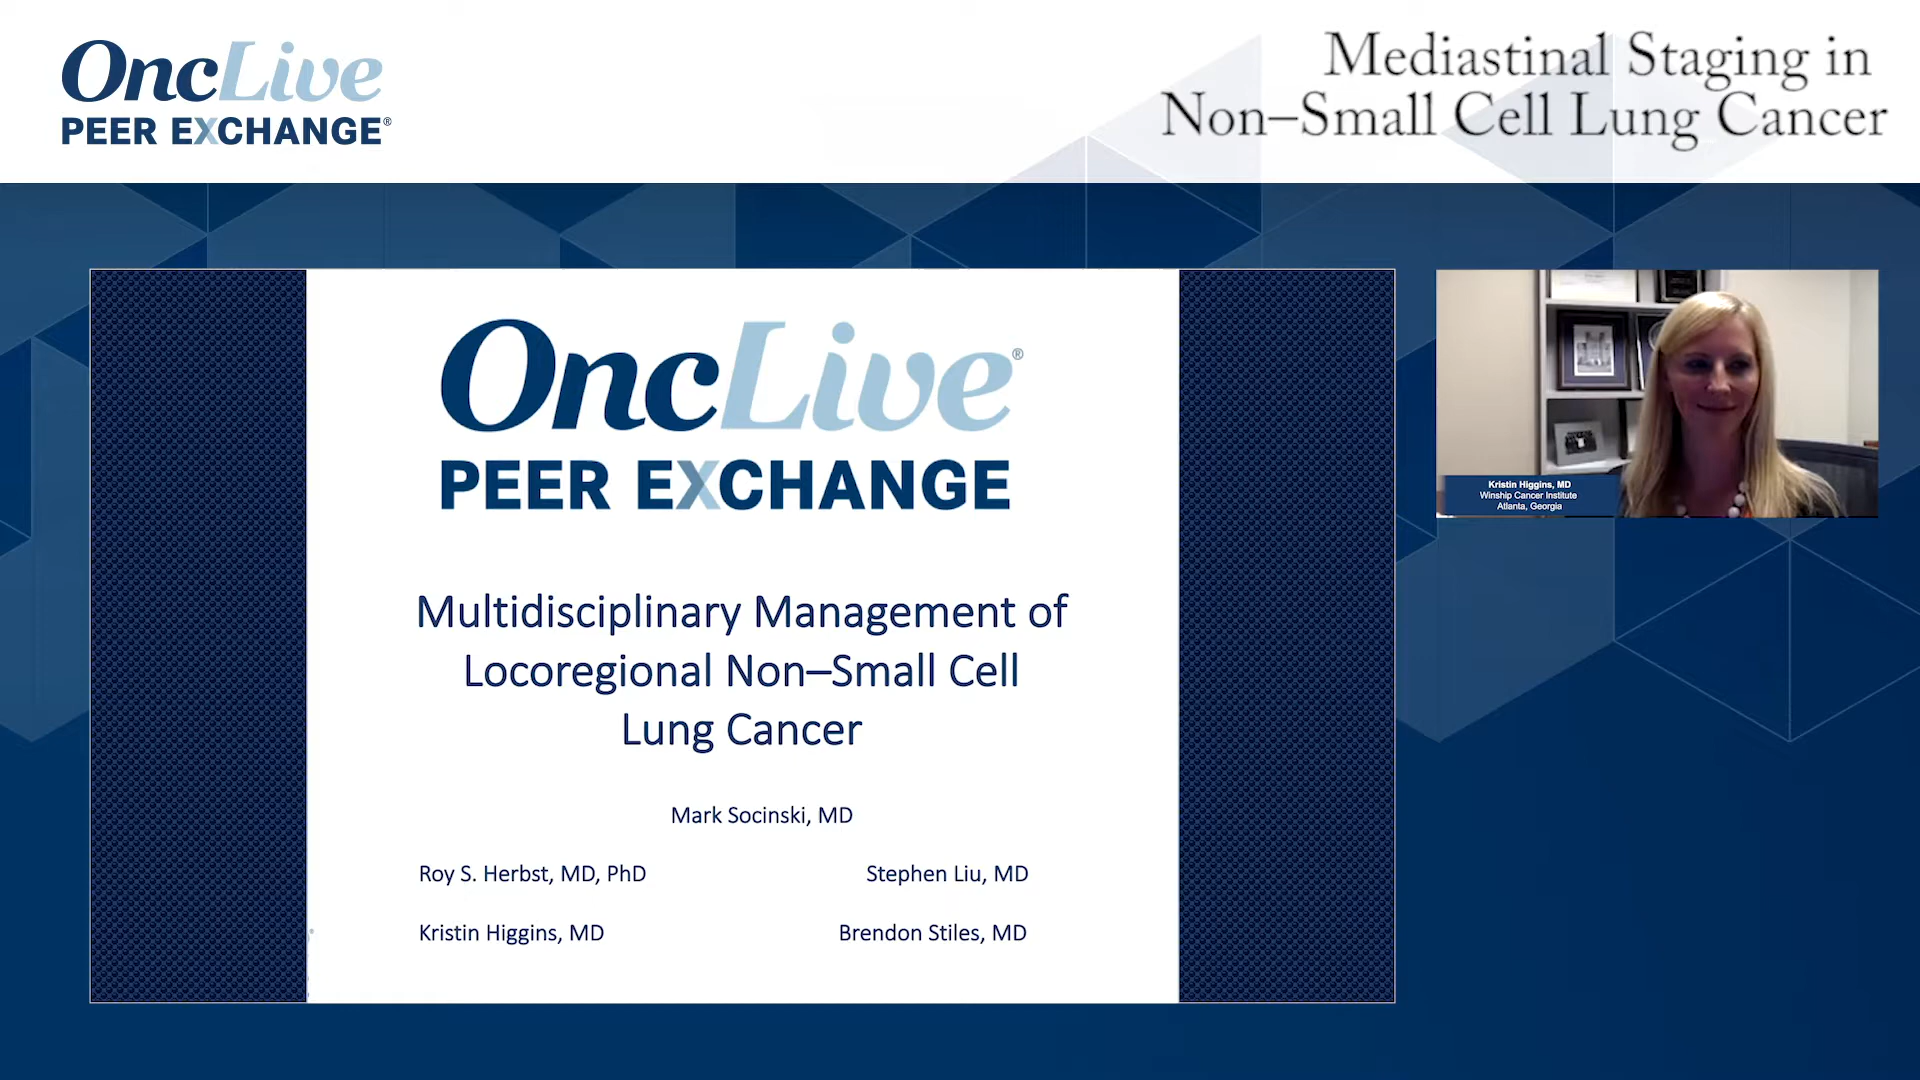 OncLive
PEER EXCHANGE®
Mediastinal Staging in
Non–Small Cell Lung Cancer
OncLive®
PEER EXCHANGE
Multidisciplinary Management of
Locoregional Non–Small Cell
Lung Cancer
Mark Socinski, MD
Roy S. Herbst, MD, PhD
Stephen Liu, MD
Kristin Higgins, MD
Brendon Stiles, MD
Kristin Higgins, MD
Winship Cancer Institute
Atlanta, Georgia